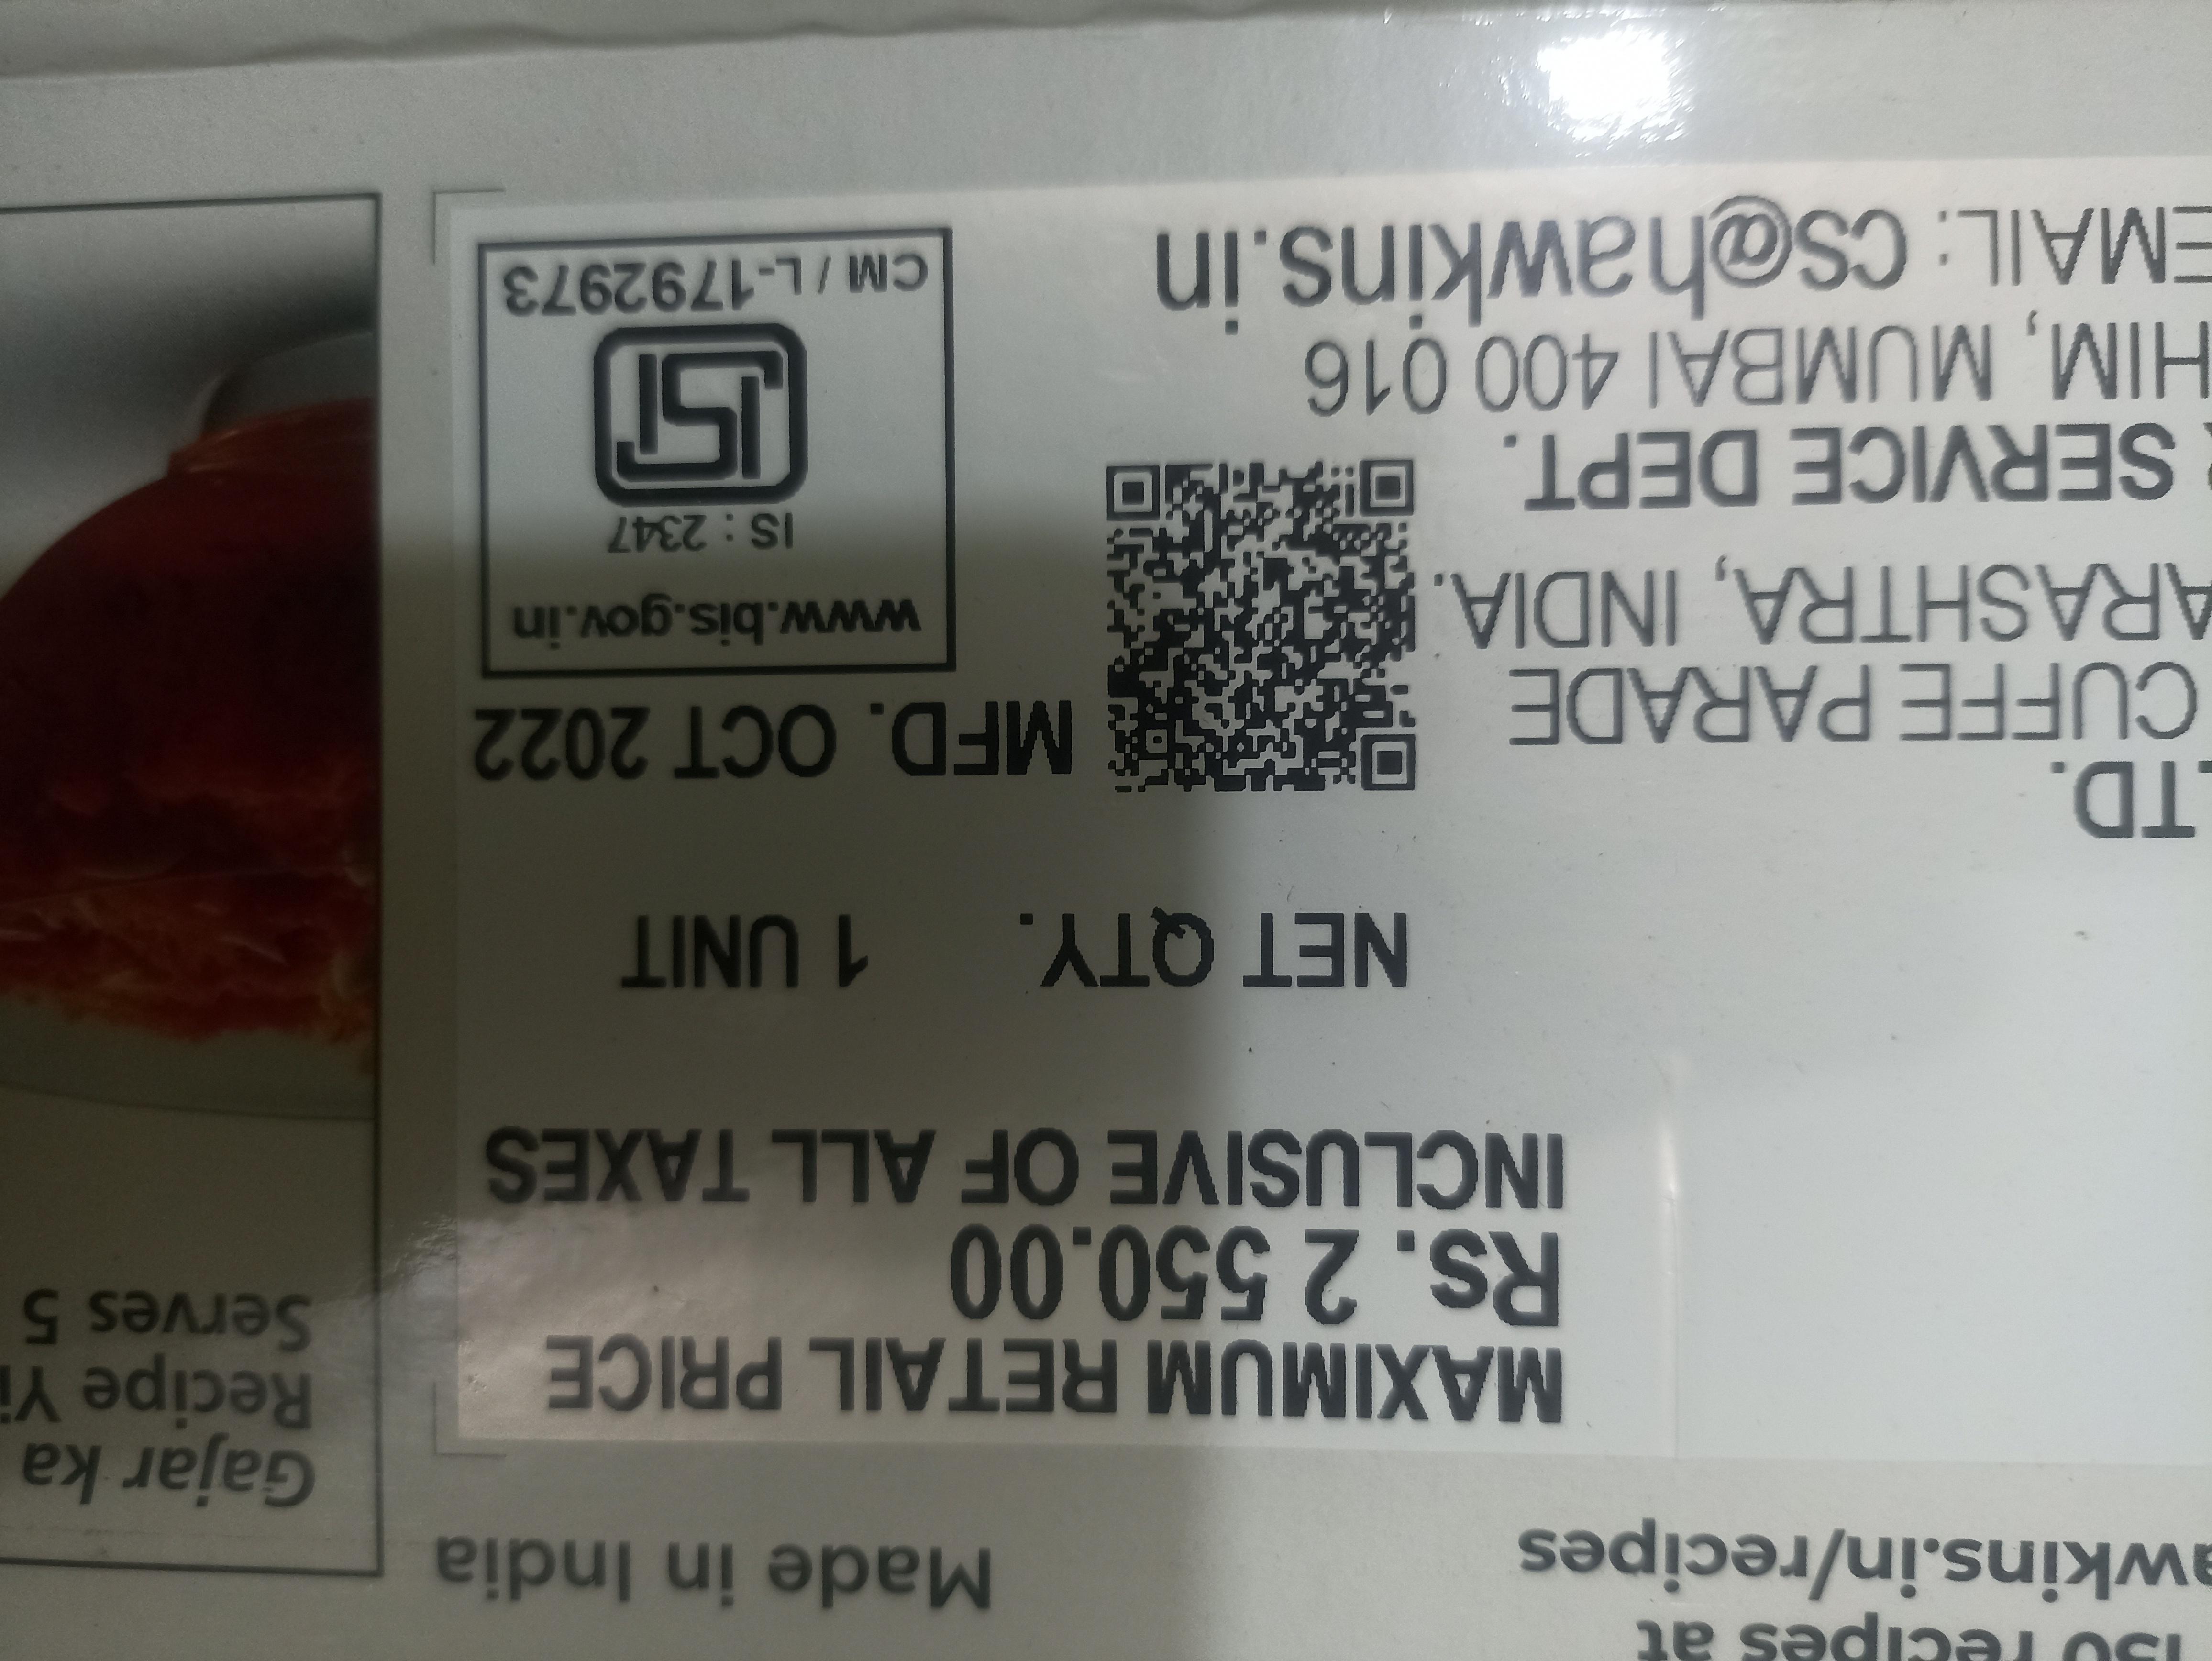 150 recipes at
awkins.in/recipes
Made in India
MAXIMUM RETAIL PRICE
Rs. 2 550.00
INCLUSIVE OF ALL TAXES
NET QTY. 1 UNIT
LTD.
CUFFE PARADE
ARASHTRA, INDIA.
R SERVICE DEPT.
HIM, MUMBAI 400 016
EMAIL: CS@hawkins.in
MFD. OCT 2022
www.bis.gov.in
IS : 2347
ISI
CM / L-1792973
Gajar ka
Recipe Yi
Serves 5